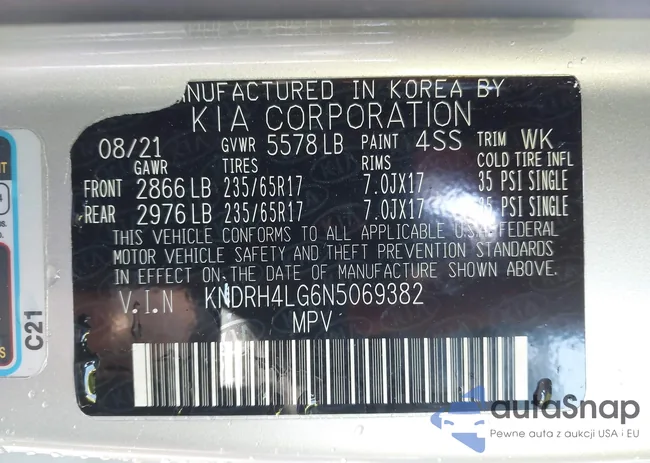 NUFACTURED IN KOREA BY
KIA CORPORATION
08/21 GVWR 5578 LB PAINT 4SS TRIM WK
GAWR TIRES RIMS COLD TIRE INFL
FRONT 2866 LB 235/65R17 7.0JX17 35 PSI SINGLE
REAR 2976 LB 235/65R17 7.0JX17 35 PSI SINGLE
THIS VEHICLE CONFORMS TO ALL APPLICABLE U.S.A. FEDERAL
MOTOR VEHICLE SAFETY AND THEFT PREVENTION STANDARDS
IN EFFECT ON THE DATE OF MANUFACTURE SHOWN ABOVE.
V.I.N KNDRH4LG6N5069382
MPV
C21
autaSnap
Pewne auta z aukcji USA i EU